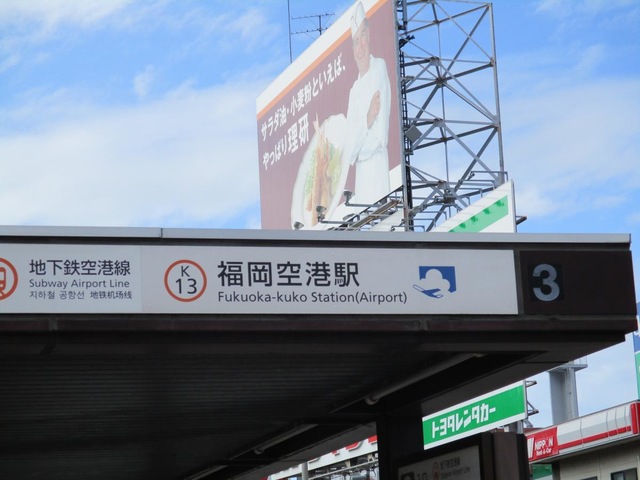 サラダ油・小麦粉といえば、
やっぱり理研
地下鉄空港線
Subway Airport Line
지하철 공항선 地铁机场线
K
13
福岡空港駅
Fukuoka-kuko Station(Airport)
3
トヨタレンタカー
NIPPON
Rent-A-Car